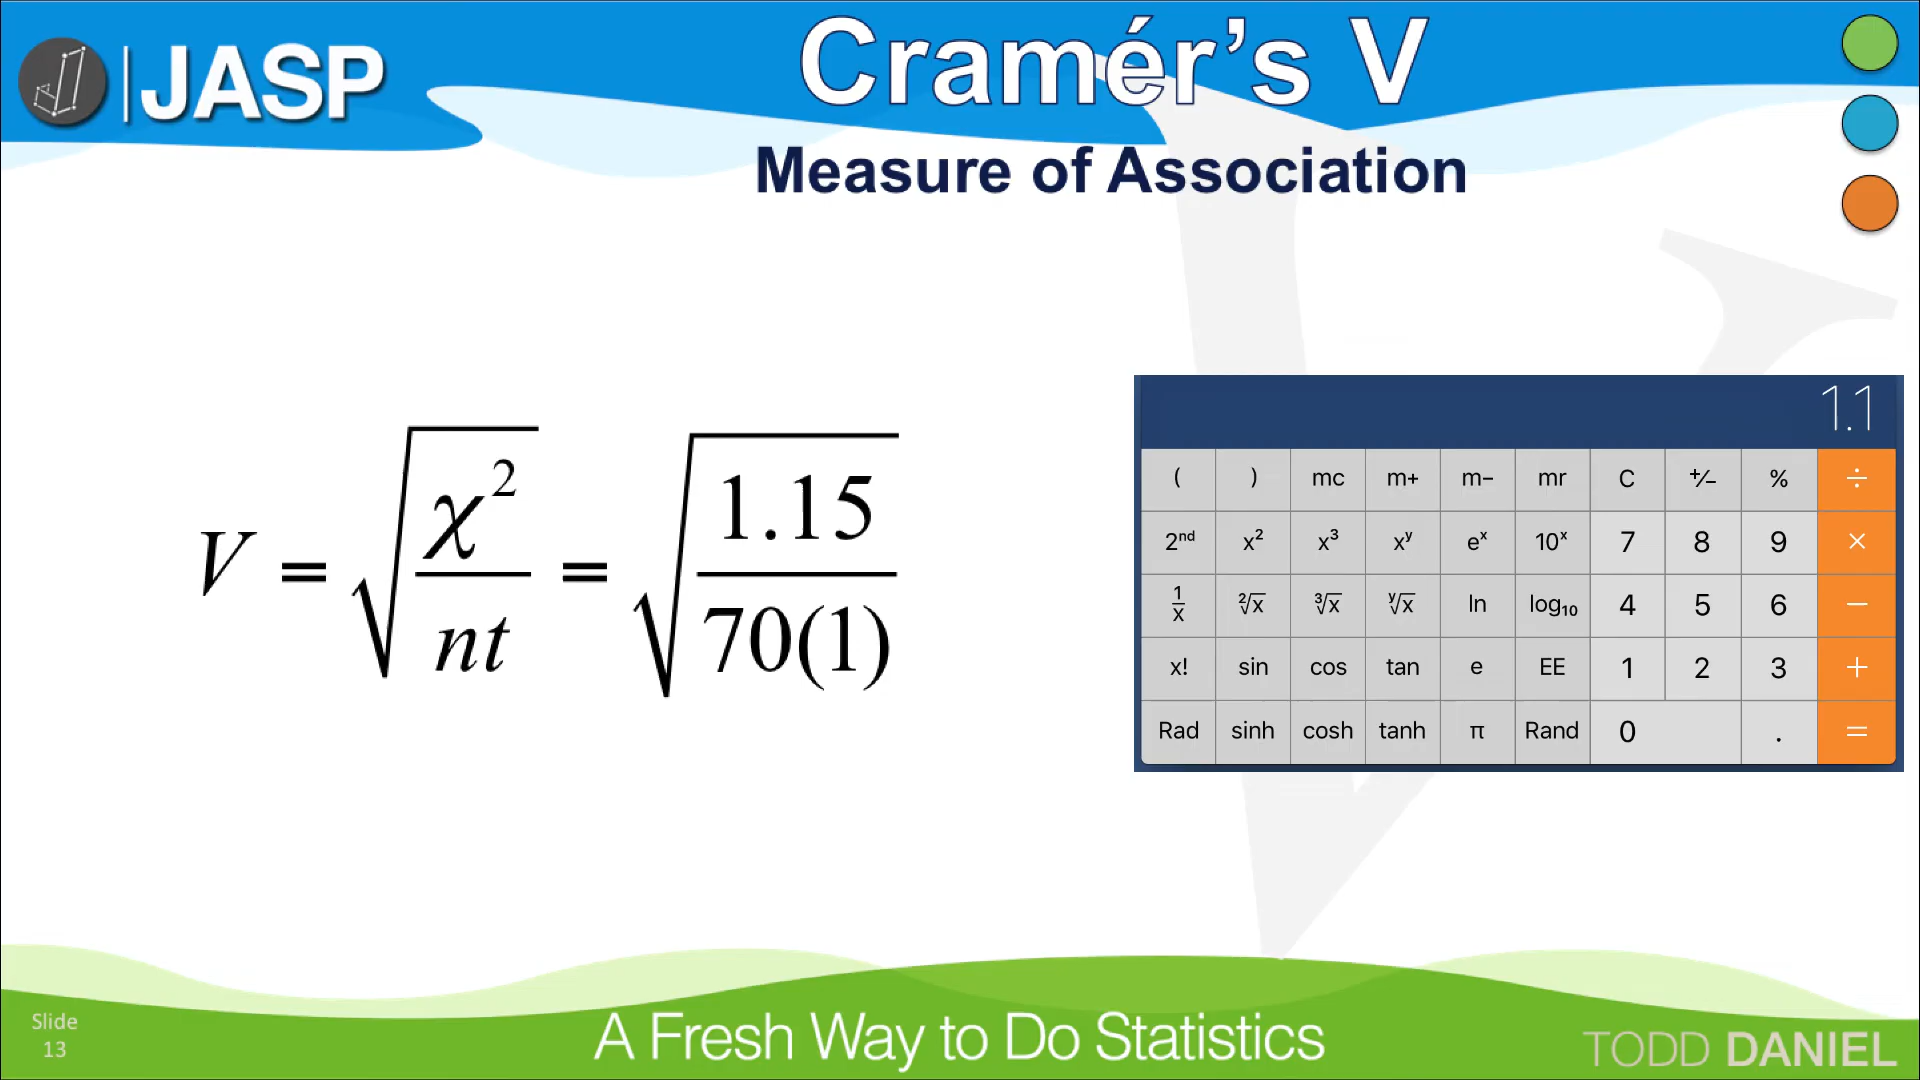 JASP
Cramér’s V
Measure of Association
V = √(χ²/nt) = √(1.15/70(1))
1.1
( ) mc m+ m− mr C ⁺∕₋ % ÷
2ⁿᵈ x² x³ xʸ eˣ 10ˣ 7 8 9 ×
1/x ²√x ³√x ʸ√x ln log₁₀ 4 5 6 −
x! sin cos tan e EE 1 2 3 +
Rad sinh cosh tanh π Rand 0 . =
Slide
13
A Fresh Way to Do Statistics
TODD DANIEL